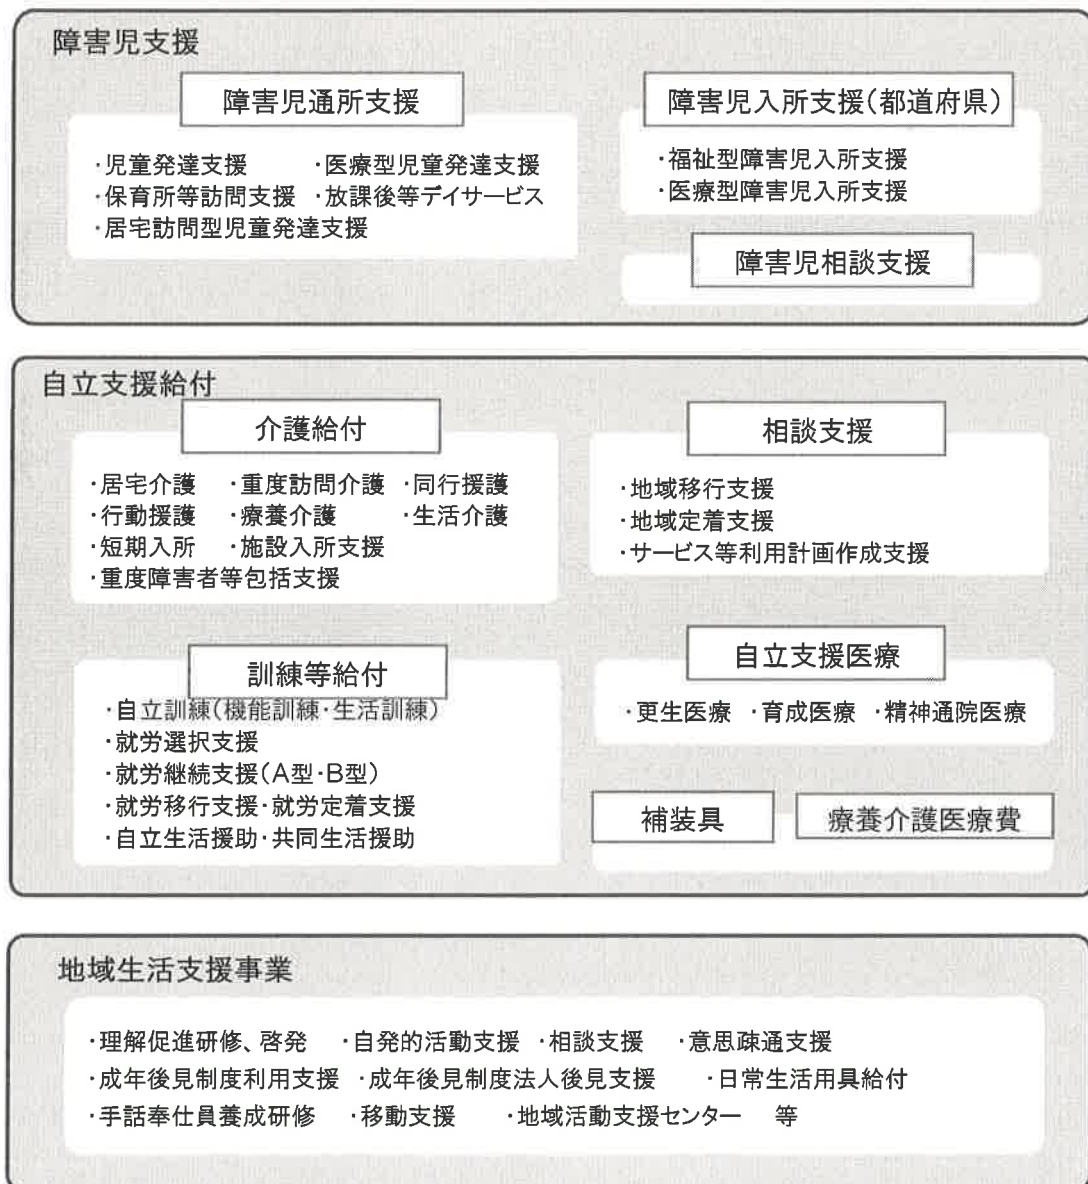 障害児支援
障害児通所支援
・児童発達支援 ・医療型児童発達支援
・保育所等訪問支援 ・放課後等デイサービス
・居宅訪問型児童発達支援
障害児入所支援(都道府県)
・福祉型障害児入所支援
・医療型障害児入所支援
障害児相談支援
自立支援給付
介護給付
・居宅介護 ・重度訪問介護 ・同行援護
・行動援護 ・療養介護 ・生活介護
・短期入所 ・施設入所支援
・重度障害者等包括支援
相談支援
・地域移行支援
・地域定着支援
・サービス等利用計画作成支援
訓練等給付
・自立訓練(機能訓練・生活訓練)
・就労選択支援
・就労継続支援(A型・B型)
・就労移行支援・就労定着支援
・自立生活援助・共同生活援助
自立支援医療
・更生医療 ・育成医療 ・精神通院医療
補装具
療養介護医療費
地域生活支援事業
・理解促進研修、啓発 ・自発的活動支援 ・相談支援 ・意思疎通支援
・成年後見制度利用支援 ・成年後見制度法人後見支援 ・日常生活用具給付
・手話奉仕員養成研修 ・移動支援 ・地域活動支援センター 等